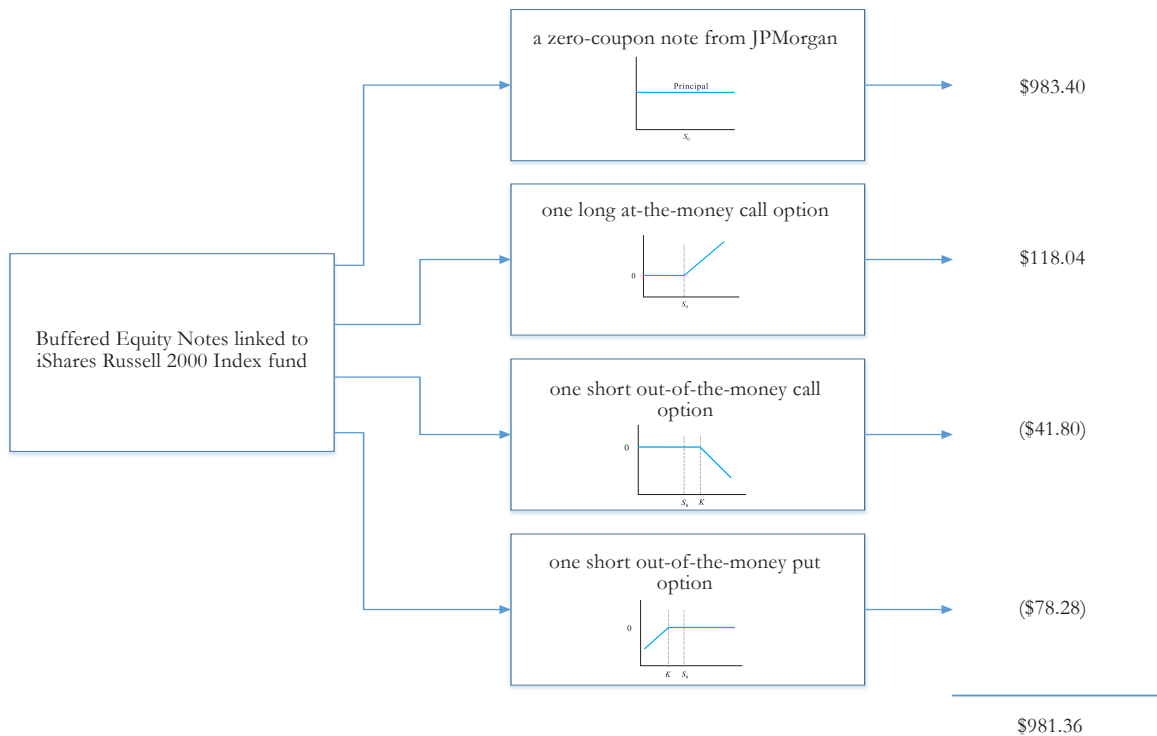 a zero-coupon note from JPMorgan
Principal
S₀
$983.40
one long at-the-money call option
0
S₀
$118.04
Buffered Equity Notes linked to
iShares Russell 2000 Index fund
one short out-of-the-money call
option
0
S₀ K
($41.80)
one short out-of-the-money put
option
0
K S₀
($78.28)
$981.36